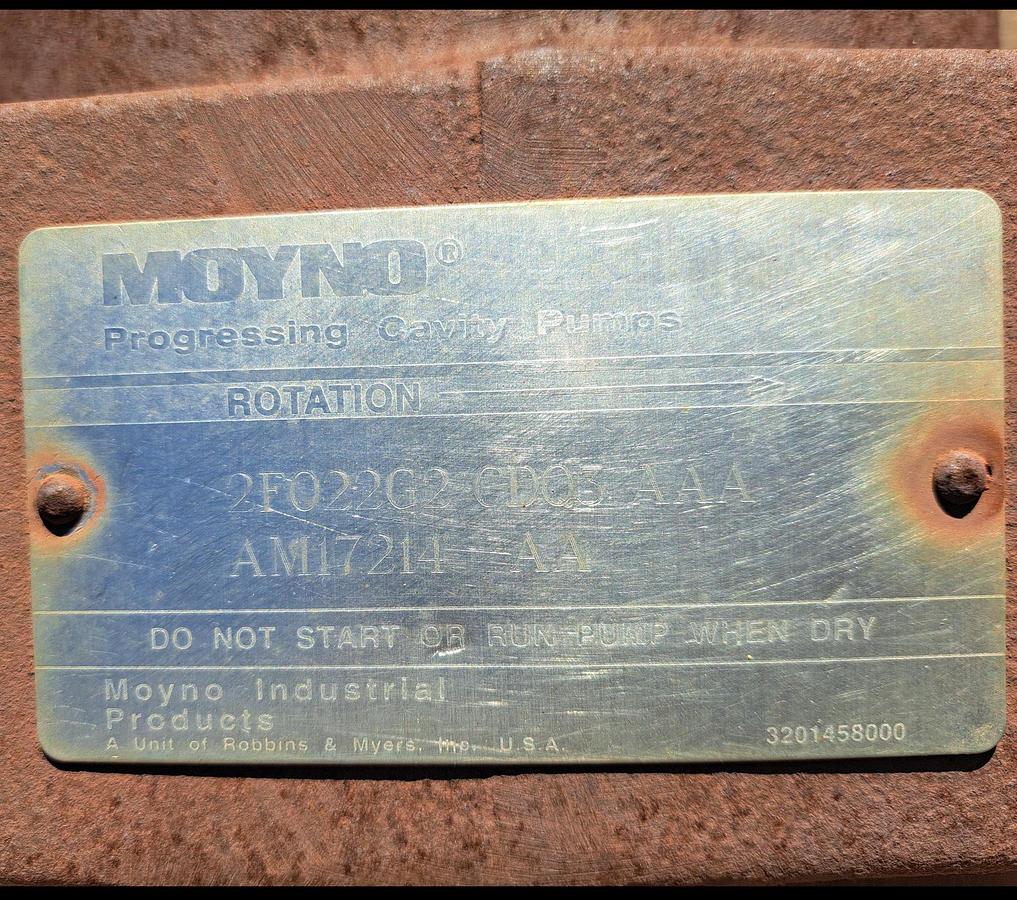 MOYNO®
Progressing Cavity Pumps
ROTATION
2F022G2 CDQ3 AAA
AM17214 AA
DO NOT START OR RUN PUMP WHEN DRY
Moyno Industrial
Products
A Unit of Robbins & Myers, Inc. U.S.A.
3201458000